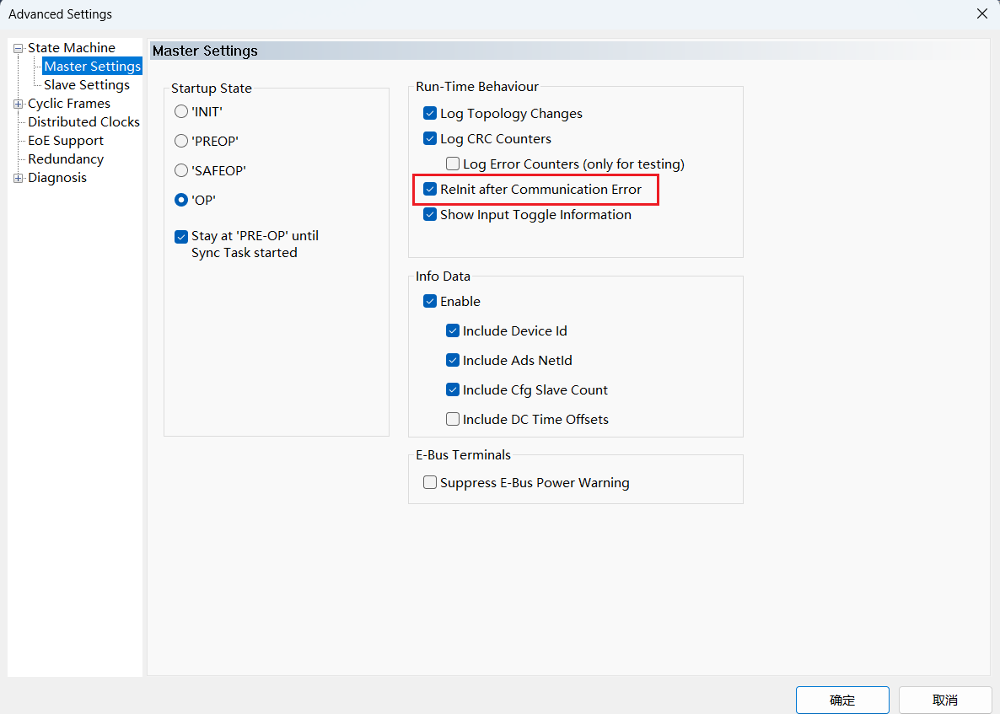 Advanced Settings
State Machine
Master Settings
Slave Settings
Cyclic Frames
Distributed Clocks
EoE Support
Redundancy
Diagnosis
Master Settings
Startup State
'INIT'
'PREOP'
'SAFEOP'
'OP'
Stay at 'PRE-OP' until
Sync Task started
Run-Time Behaviour
Log Topology Changes
Log CRC Counters
Log Error Counters (only for testing)
ReInit after Communication Error
Show Input Toggle Information
Info Data
Enable
Include Device Id
Include Ads NetId
Include Cfg Slave Count
Include DC Time Offsets
E-Bus Terminals
Suppress E-Bus Power Warning
确定
取消